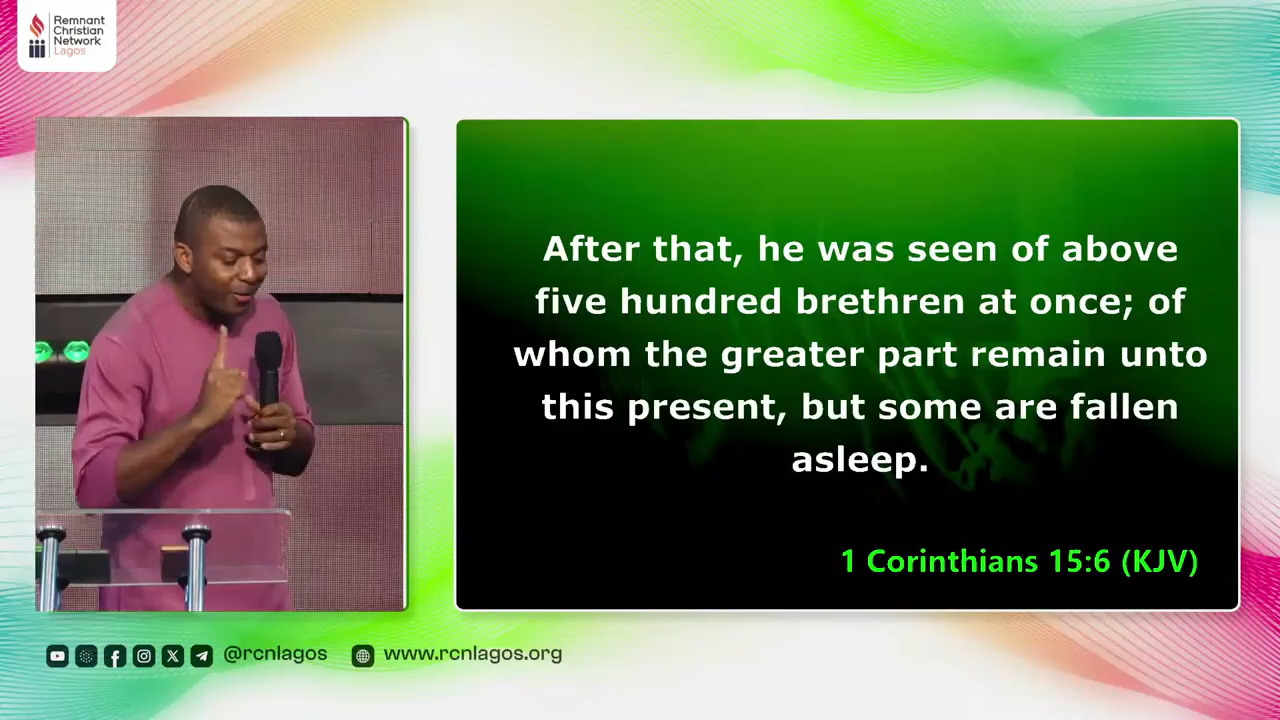 Remnant
Christian
Network
Lagos
After that, he was seen of above
five hundred brethren at once; of
whom the greater part remain unto
this present, but some are fallen
asleep.
1 Corinthians 15:6 (KJV)
@rcnlagos www.rcnlagos.org